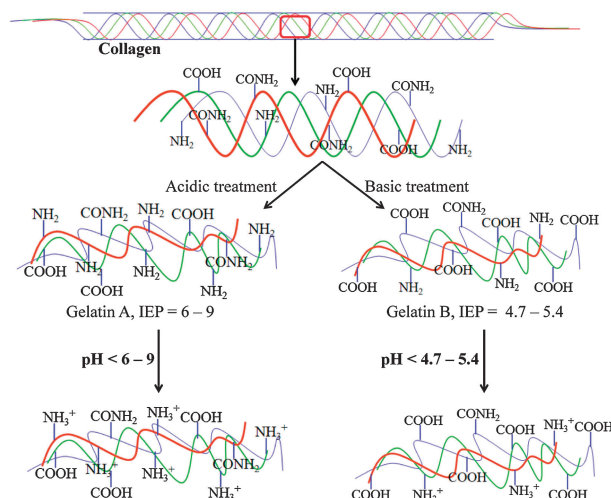 Collagen
COOH
CONH2
COOH
CONH2
NH2
CONH2
NH2
NH2
CONH2
COOH
NH2
Acidic treatment
Basic treatment
NH2
CONH2
NH2
COOH
NH2
COOH
NH2
COOH
NH2
CONH2
NH2
Gelatin A, IEP = 6 – 9
COOH
CONH2
COOH
NH2
COOH
COOH
NH2
COOH
NH2
COOH
Gelatin B, IEP = 4.7 – 5.4
pH < 6 – 9
pH < 4.7 – 5.4
NH3+
CONH2
NH3+
COOH
NH3+
COOH
NH3+
COOH
NH3+
CONH2
NH3+
COOH
CONH2
COOH
NH3+
COOH
COOH
NH3+
COOH
NH3+
COOH